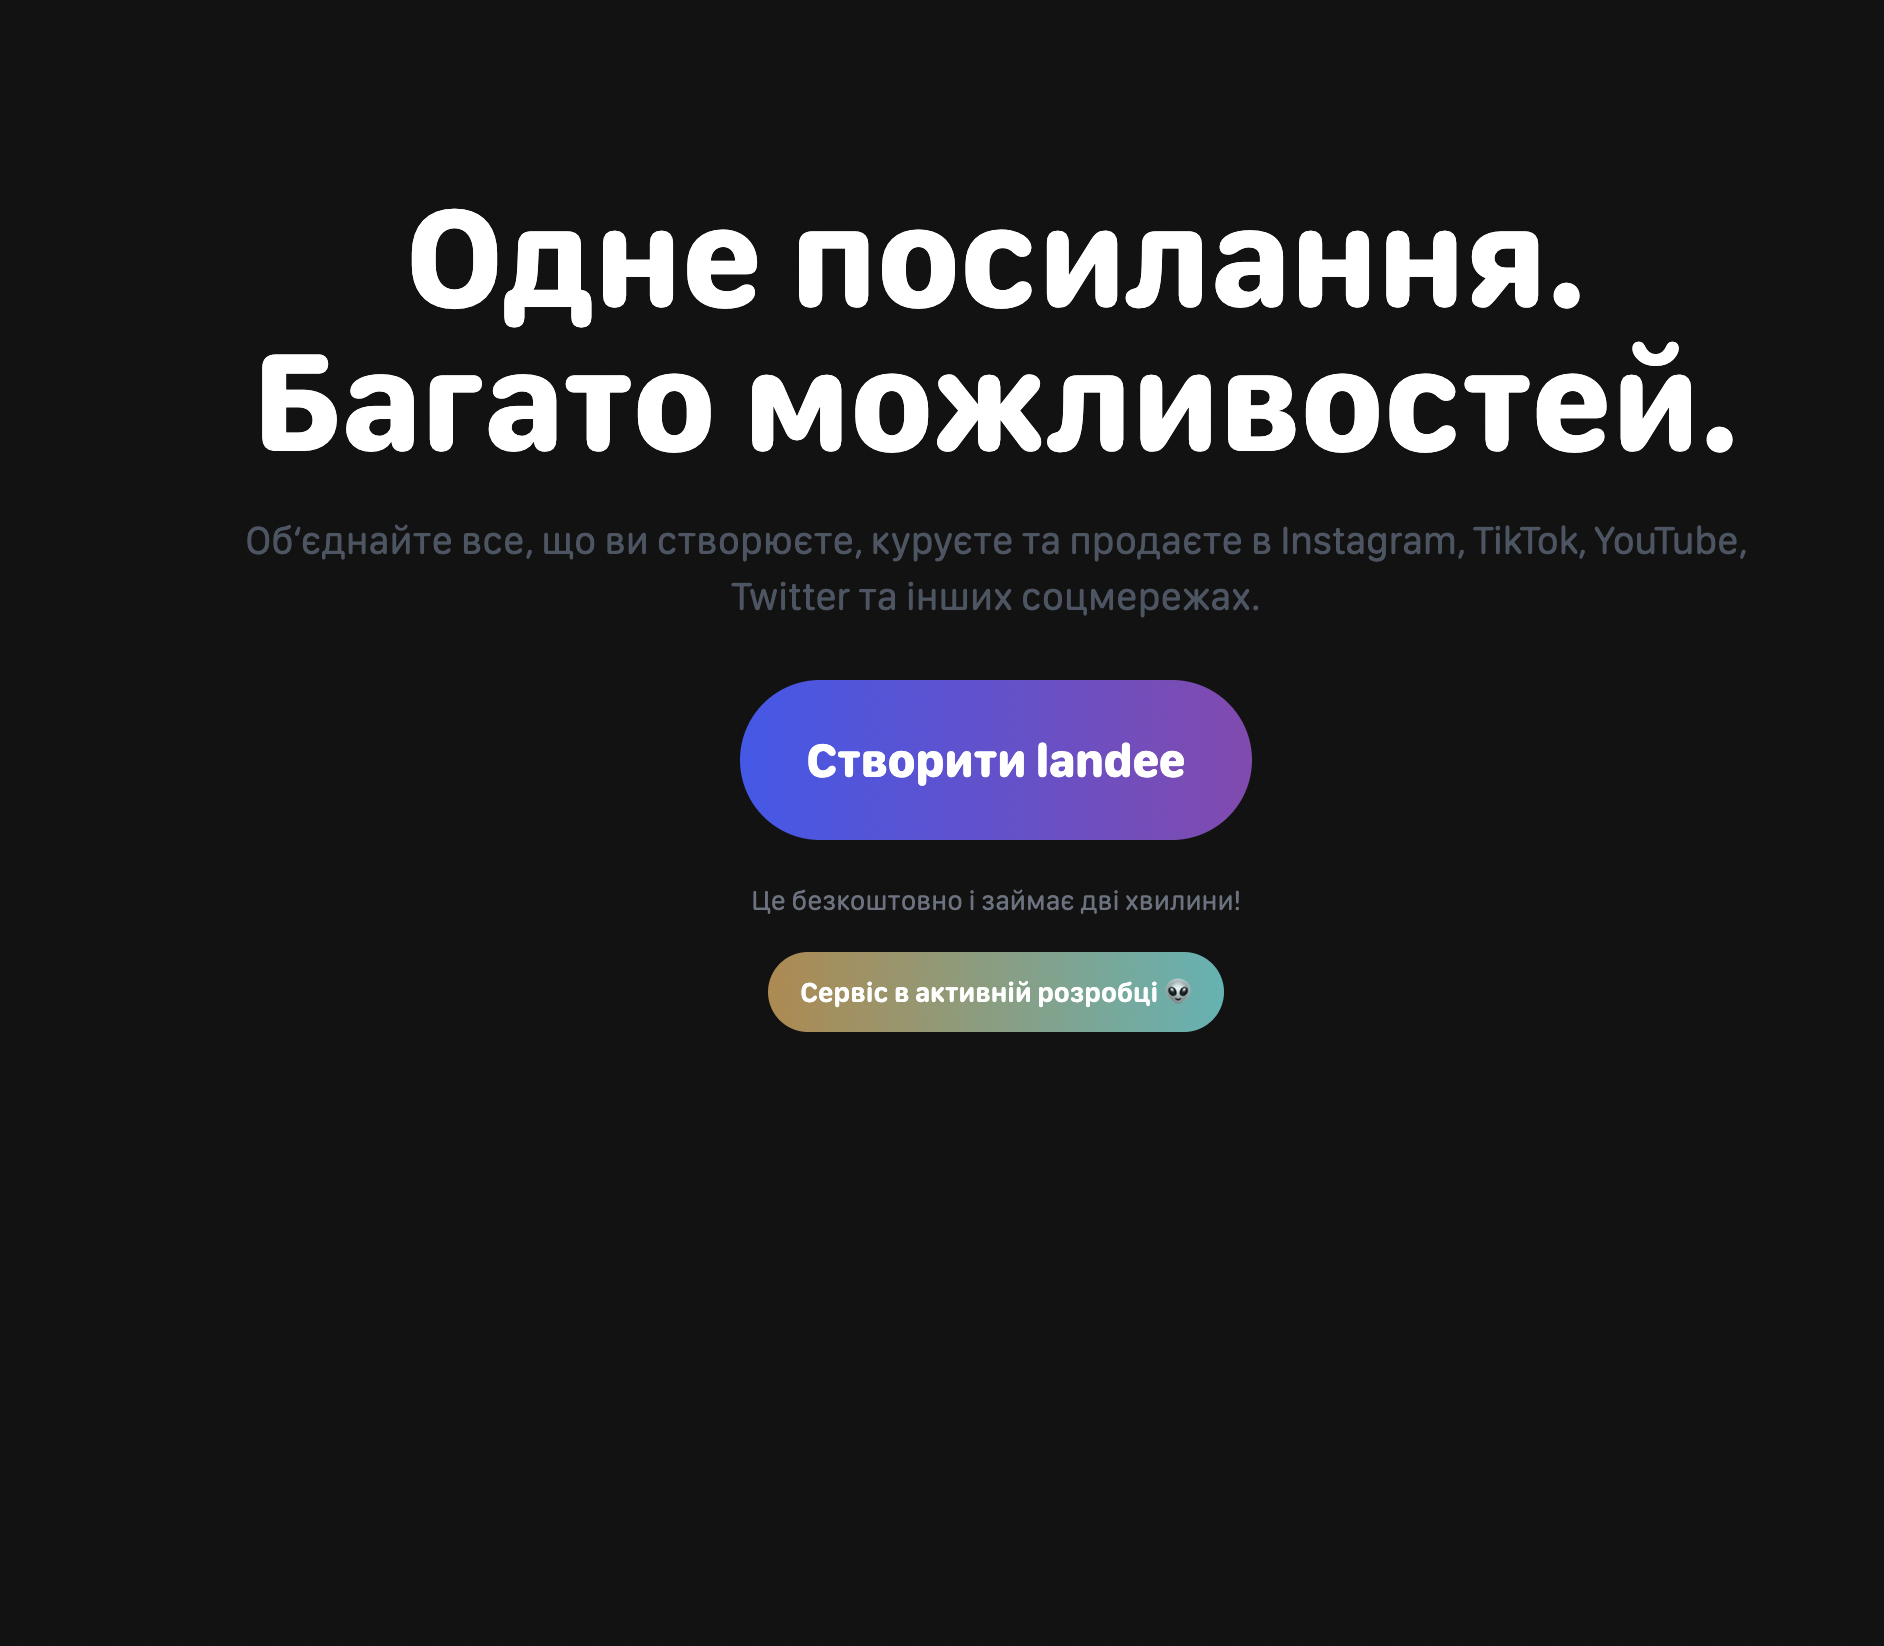 Одне посилання.
Багато можливостей.
Об‘єднайте все, що ви створюєте, куруєте та продаєте в Instagram, TikTok, YouTube,
Twitter та інших соцмережах.
Створити landee
Це безкоштовно і займає дві хвилини!
Сервіс в активній розробці 👽